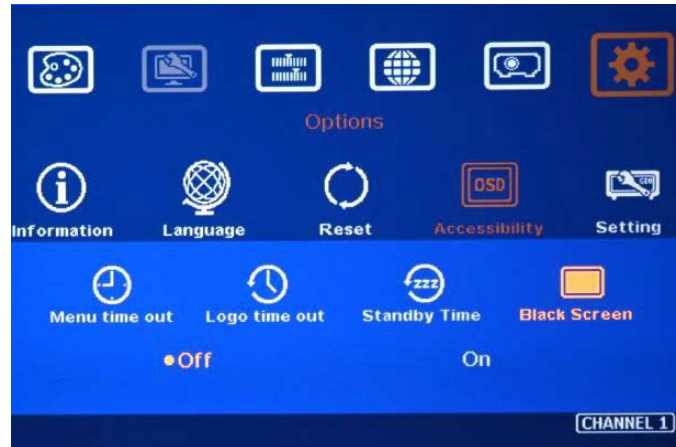 Options
OSD
Information Language Reset Accessibility Setting
zzz
Menu time out Logo time out Standby Time Black Screen
Off On
CHANNEL 1